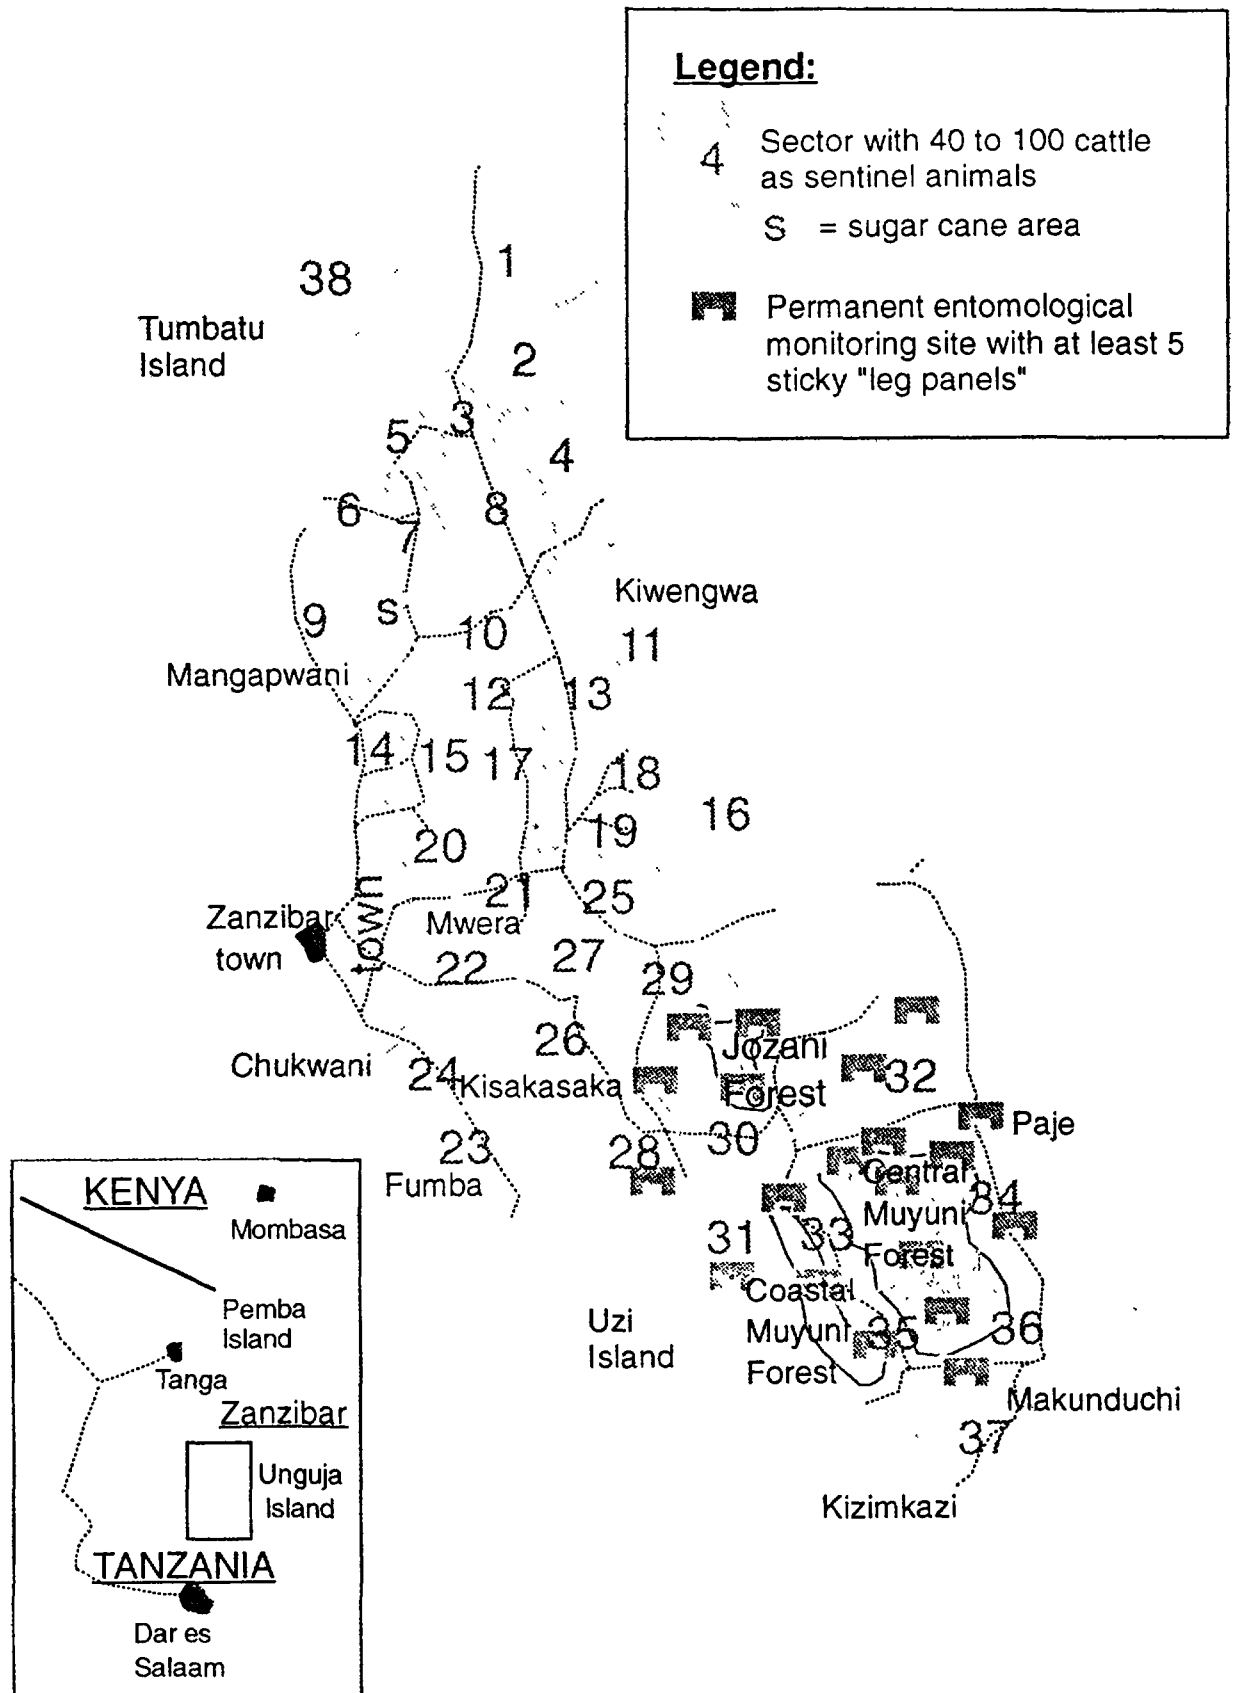 Legend:
4 Sector with 40 to 100 cattle
as sentinel animals
S = sugar cane area
Permanent entomological
monitoring site with at least 5
sticky "leg panels"
1
38
Tumbatu
Island
2
3
5
4
6
8
7
Kiwengwa
S
9
10
11
Mangapwani
12
13
14
15
17
18
16
19
20
21
25
town
Zanzibar
town
Mwera
27
22
29
26
Jozani
Forest
Chukwani
24
Kisakasaka
32
Paje
30
23
28
Fumba
Central
Muyuni
Forest
34
31
33
Coastal
Muyuni
Forest
Uzi
Island
35
36
Makunduchi
37
Kizimkazi
KENYA
Mombasa
Pemba
Island
Tanga
Zanzibar
Unguja
Island
TANZANIA
Dar es
Salaam